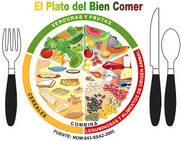 El Plato del Bien Comer
VERDURAS Y FRUTAS
CEREALES
COMBINA
LEGUMINOSAS Y ALIMENTOS DE ORIGEN ANIMAL
FUENTE: NOM-043-SSA2-2005